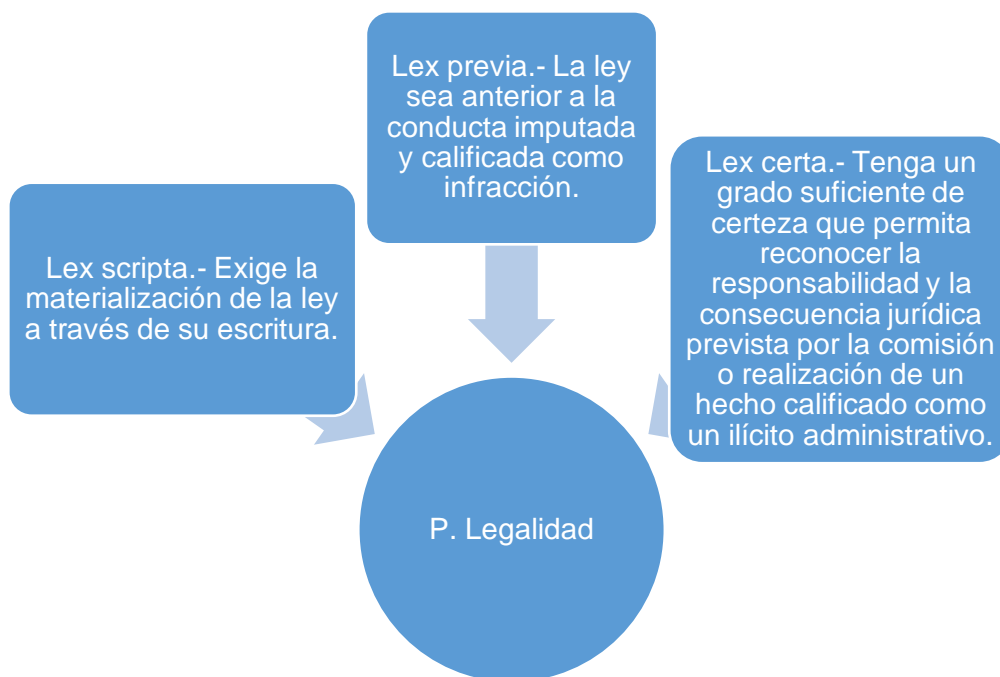 Lex scripta.- Exige la
materialización de la ley
a través de su escritura.
Lex previa.- La ley
sea anterior a la
conducta imputada
y calificada como
infracción.
Lex certa.- Tenga un
grado suficiente de
certeza que permita
reconocer la
responsabilidad y la
consecuencia jurídica
prevista por la comisión
o realización de un
hecho calificado como
un ilícito administrativo.
P. Legalidad